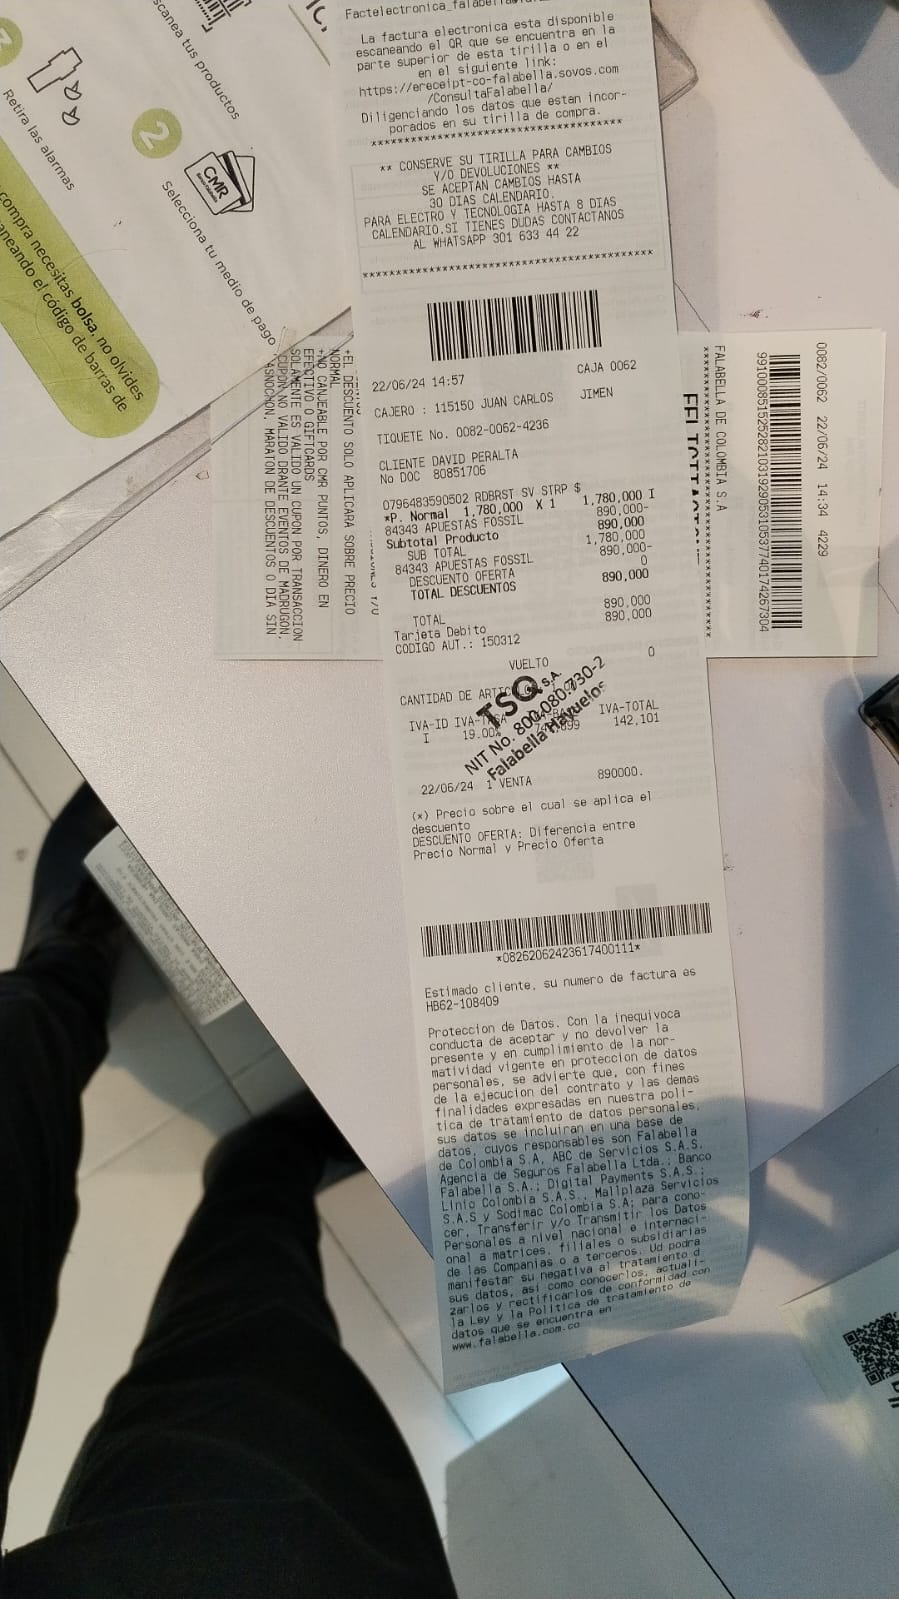 escanea tus productos
Retira las alarmas
2
CMR
Selecciona tu medio de pago
compra necesitas bolsa, no olvides
aneando el código de barras de
Factelectronica_falabella
La factura electronica esta disponible
escaneando el QR que se encuentra en la
parte superior de esta tirilla o en el
en el siguiente link:
https://ereceipt-co-falabella.sovos.com
/ConsultaFalabella/
Diligenciando los datos que estan incor-
porados en su tirilla de compra.
************************************
** CONSERVE SU TIRILLA PARA CAMBIOS
Y/O DEVOLUCIONES **
SE ACEPTAN CAMBIOS HASTA
30 DIAS CALENDARIO.
PARA ELECTRO Y TECNOLOGIA HASTA 8 DIAS
CALENDARIO.SI TIENES DUDAS CONTACTANOS
AL WHATSAPP 301 633 44 22
****************************************
22/06/24 14:57 CAJA 0062
CAJERO : 115150 JUAN CARLOS JIMEN
TIQUETE No. 0082-0062-4236
CLIENTE DAVID PERALTA
No DOC 80851706
0796483590502 RDBRST SV STRP $
*P. Normal 1,780,000 X 1 1,780,000 I
84343 APUESTAS FOSSIL 890,000-
Subtotal Producto 890,000
SUB TOTAL 1,780,000
84343 APUESTAS FOSSIL 890,000-
DESCUENTO OFERTA 0
TOTAL DESCUENTOS 890,000
TOTAL 890,000
Tarjeta Debito 890,000
CODIGO AUT.: 150312
VUELTO 0
CANTIDAD DE
IVA-ID IVA- IVA-TOTAL
I 19.00% 142,101
TSQ S.A.
NIT No. 800.080.730-2
Falabella Hayuelos
22/06/24 1 VENTA 890000.
(*) Precio sobre el cual se aplica el
descuento
DESCUENTO OFERTA: Diferencia entre
Precio Normal y Precio Oferta
*08262062423617400111*
Estimado cliente, su numero de factura es
HB62-108409
Proteccion de Datos. Con la inequivoca
conducta de aceptar y no devolver la
presente y en cumplimiento de la nor-
matividad vigente en proteccion de datos
personales, se advierte que, con fines
de la ejecucion del contrato y las demas
finalidades expresadas en nuestra poli-
tica de tratamiento de datos personales,
sus datos se incluiran en una base de
datos, cuyos responsables son Falabella
de Colombia S.A, ABC de Servicios S.A.S.
Agencia de Seguros Falabella Ltda.; Banco
Falabella S.A.; Digital Payments S.A.S.;
Linio Colombia S.A.S., Mallplaza Servicios
S.A.S y Sodimac Colombia S.A; para cono-
cer, Transferir y/o Transmitir los Datos
Personales a nivel nacional e internaci-
onal a matrices, filiales o subsidiarias
de las Companias o a terceros. Ud podra
manifestar su negativa al tratamiento d
sus datos, asi como conocerlos, actuali-
zarlos y rectificarlos de conformidad con
la Ley y la Politica de tratamiento de
datos que se encuentra en
www.falabella.com.co
*EL DESCUENTO SOLO APLICARA SOBRE PRECIO
NORMAL
*NO CANJEABLE POR CMR PUNTOS, DINERO EN
EFECTIVO O GIFTCARDS
SOLAMENTE ES VALIDO UN CUPON POR TRANSACCION
CUPON NO VALIDO DRANTE EVENTOS DE MADRUGON,
ASNOCHON, MARATON DE DESCUENTOS O DIA SIN
0082/0062 22/06/24 14:34 4229
991000851525282103192905310537740174267304
FALABELLA DE COLOMBIA S.A
****************************************